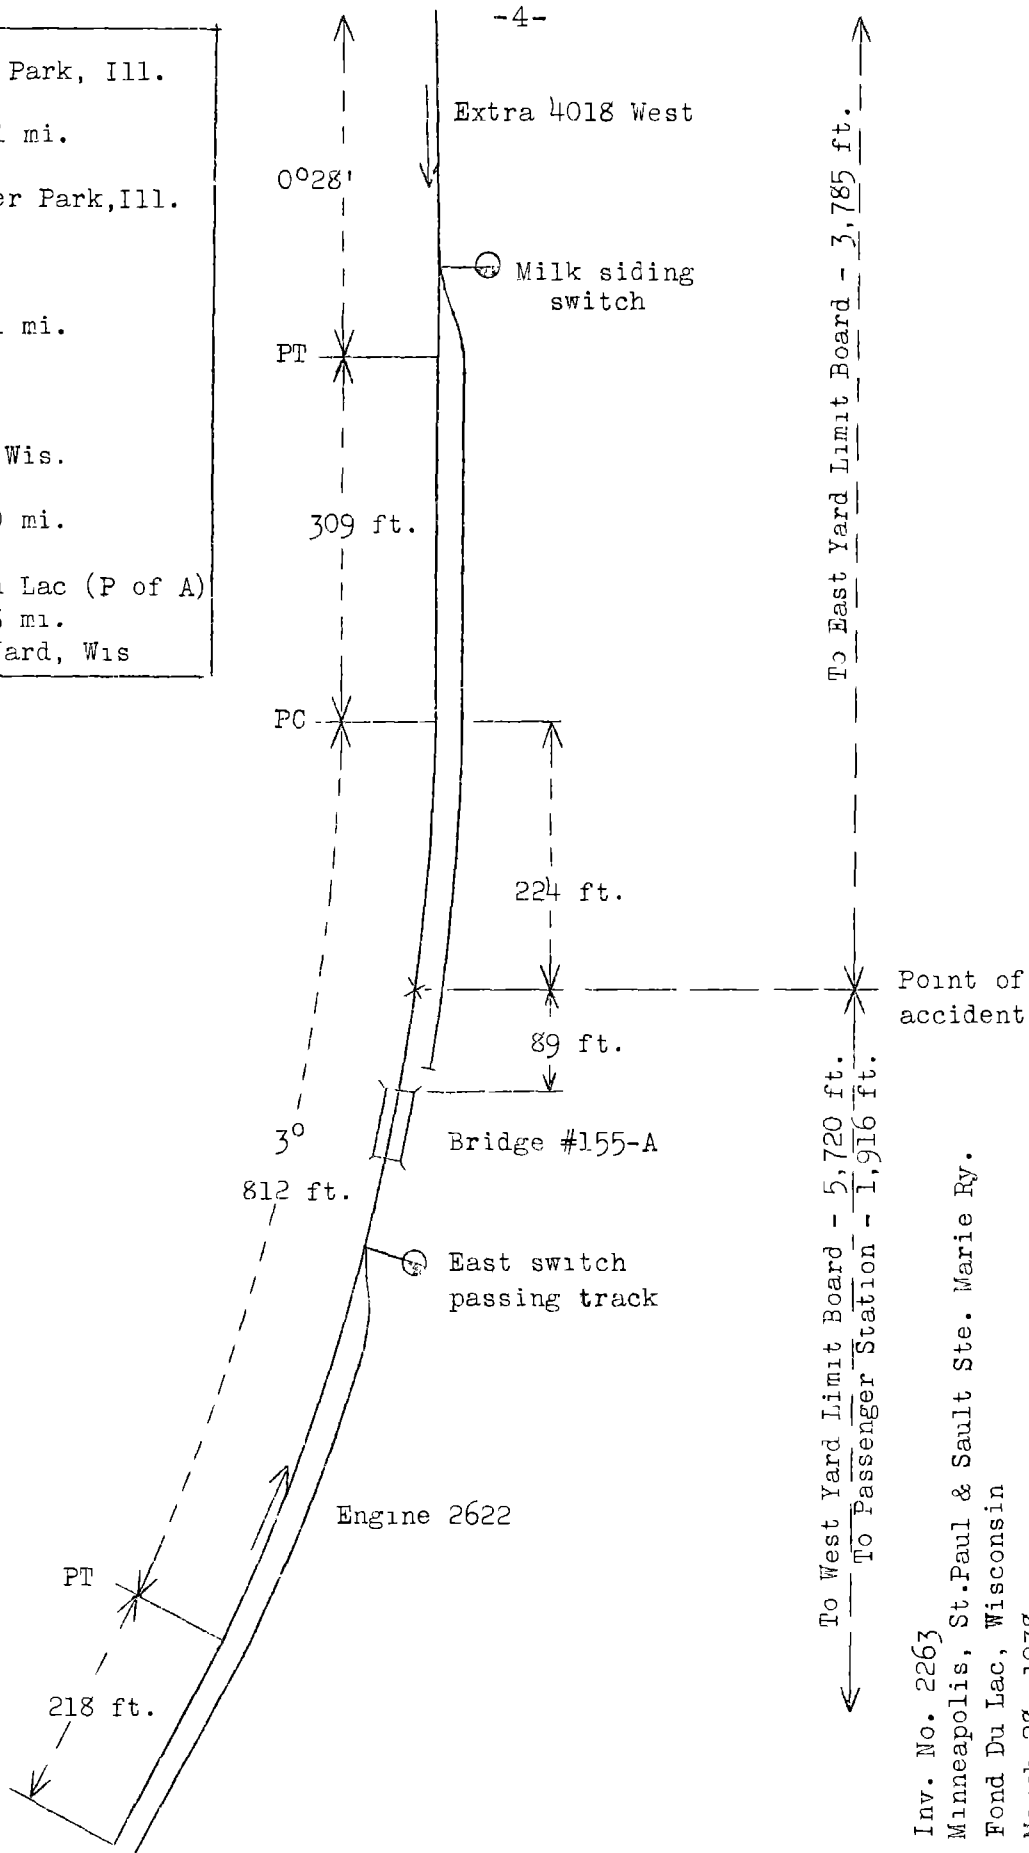 -4-
Park, Ill.
mi.
Park, Ill.
mi.
Wis.
mi.
Lac (P of A)
mi.
Wis
Extra 4018 West
0°28'
Milk siding
switch
PT
309 ft.
PC
224 ft.
To East Yard Limit Board - 3,785 ft.
Point of
accident
89 ft.
3°
812 ft.
Bridge #155-A
East switch
passing track
Engine 2622
PT
218 ft.
To West Yard Limit Board - 5,720 ft.
To Passenger Station - 1,916 ft.
Inv. No. 2263
Minneapolis, St.Paul & Sault Ste. Marie Ry.
Fond Du Lac, Wisconsin